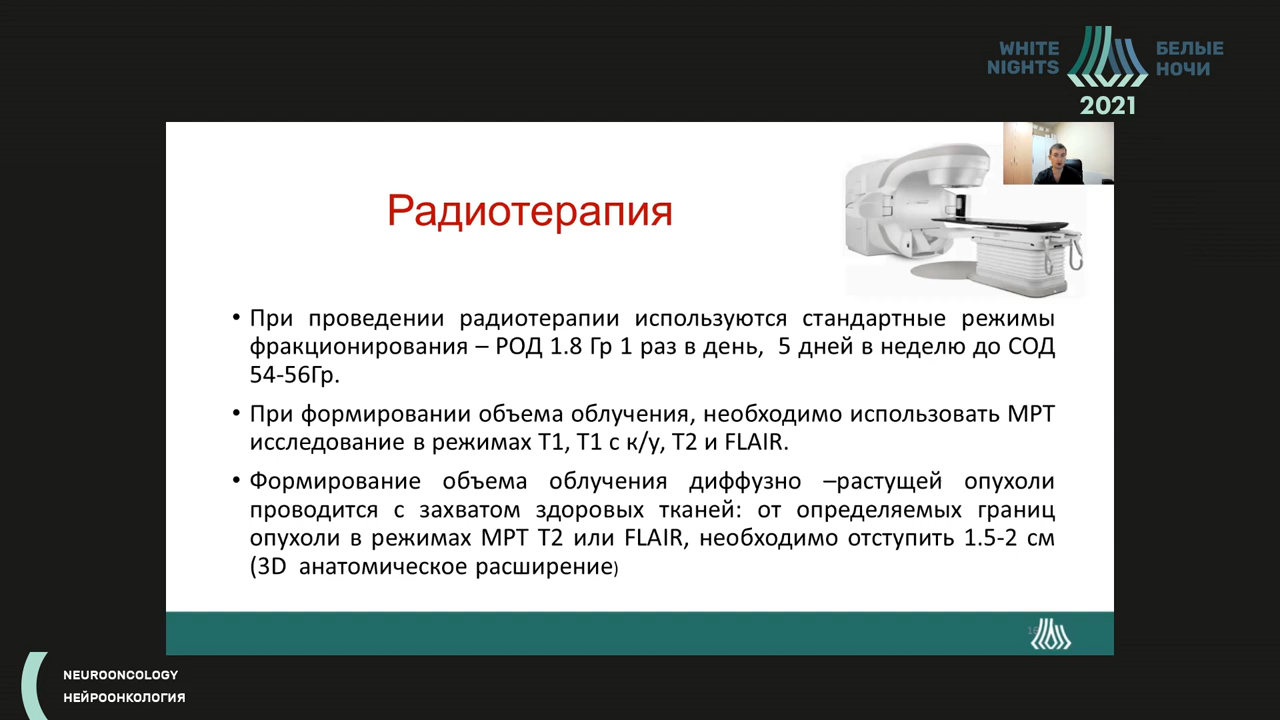 WHITE NIGHTS
БЕЛЫЕ НОЧИ
2021
Радиотерапия
• При проведении радиотерапии используются стандартные режимы
фракционирования – РОД 1.8 Гр 1 раз в день, 5 дней в неделю до СОД
54-56Гр.
• При формировании объема облучения, необходимо использовать МРТ
исследование в режимах Т1, Т1 с к/у, Т2 и FLAIR.
• Формирование объема облучения диффузно –растущей опухоли
проводится с захватом здоровых тканей: от определяемых границ
опухоли в режимах МРТ Т2 или FLAIR, необходимо отступить 1.5-2 см
(3D анатомическое расширение)
NEUROONCOLOGY
НЕЙРООНКОЛОГИЯ